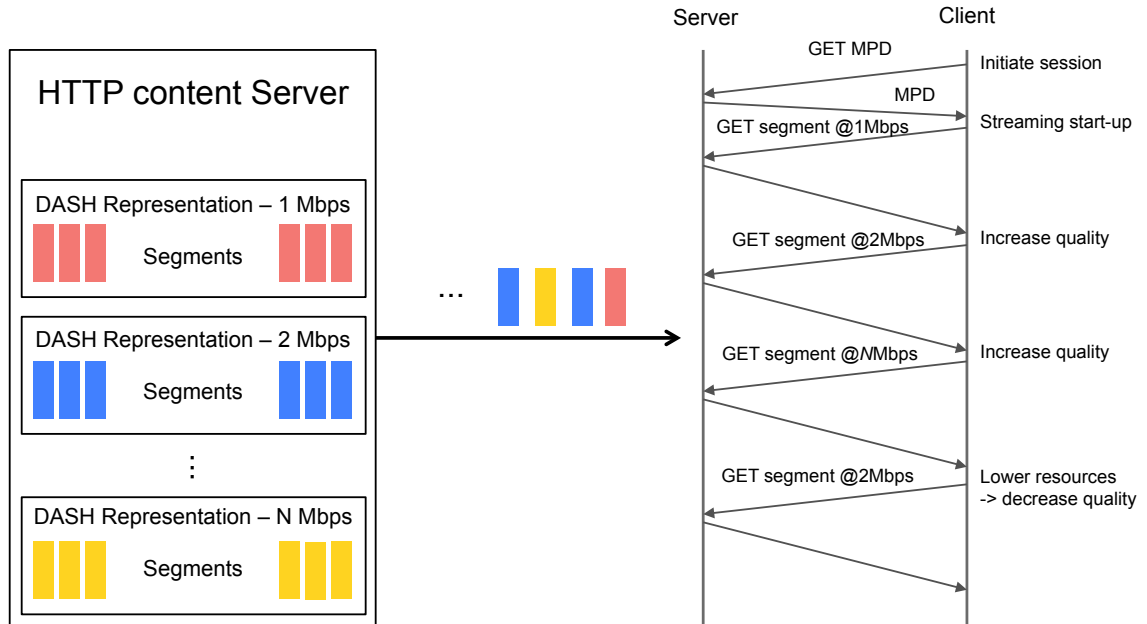 HTTP content Server
DASH Representation – 1 Mbps
Segments
DASH Representation – 2 Mbps
Segments
⋮
DASH Representation – N Mbps
Segments
...
Server
Client
GET MPD
Initiate session
MPD
GET segment @1Mbps
Streaming start-up
GET segment @2Mbps
Increase quality
GET segment @NMbps
Increase quality
GET segment @2Mbps
Lower resources
-> decrease quality